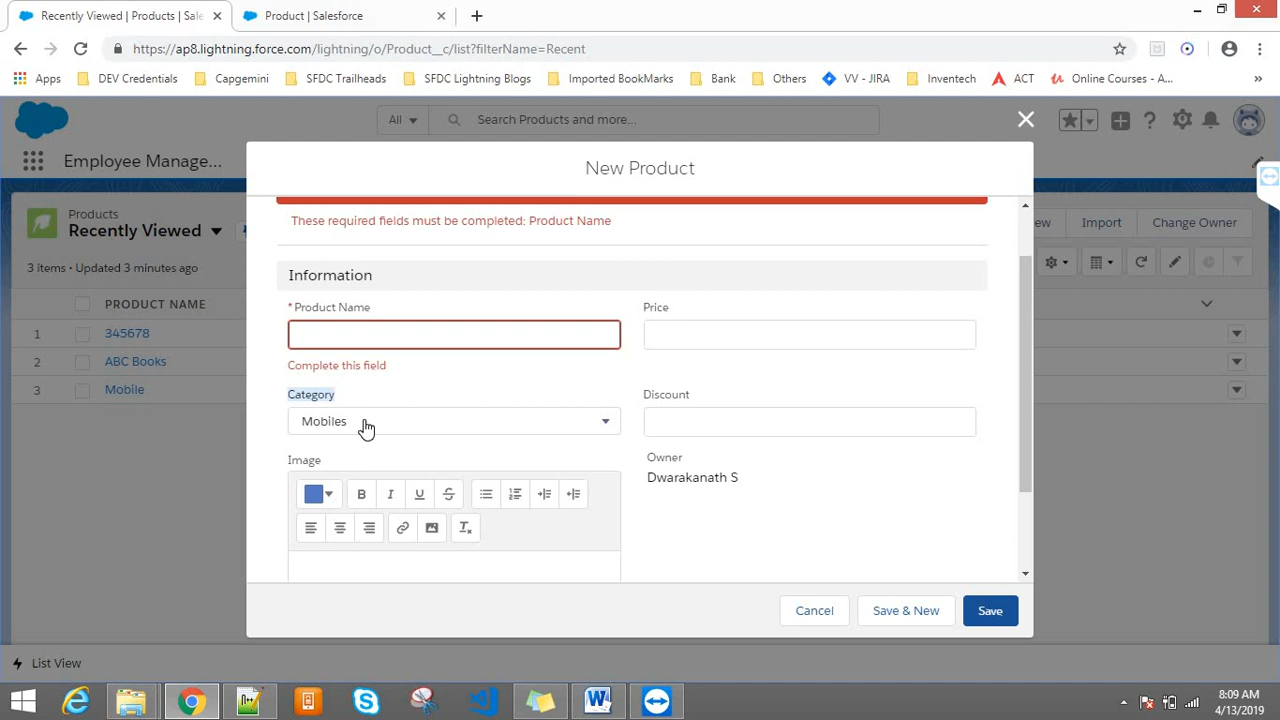 Recently Viewed | Products | Sale
Product | Salesforce
https://ap8.lightning.force.com/lightning/o/Product__c/list?filterName=Recent
Apps
DEV Credentials
Capgemini
SFDC Trailheads
SFDC Lightning Blogs
Imported BookMarks
Bank
Others
VV - JIRA
Inventech
ACT
Online Courses - A...
All
Search Products and more...
Employee Manage...
New Product
Products
Recently Viewed
ew
Import
Change Owner
3 items • Updated 3 minutes ago
PRODUCT NAME
1 345678
2 ABC Books
3 Mobile
These required fields must be completed: Product Name
Information
*Product Name
Price
Complete this field
Category
Discount
Mobiles
Image
Owner
Dwarakanath S
B I U S
Tx
Cancel
Save & New
Save
List View
8:09 AM
4/13/2019